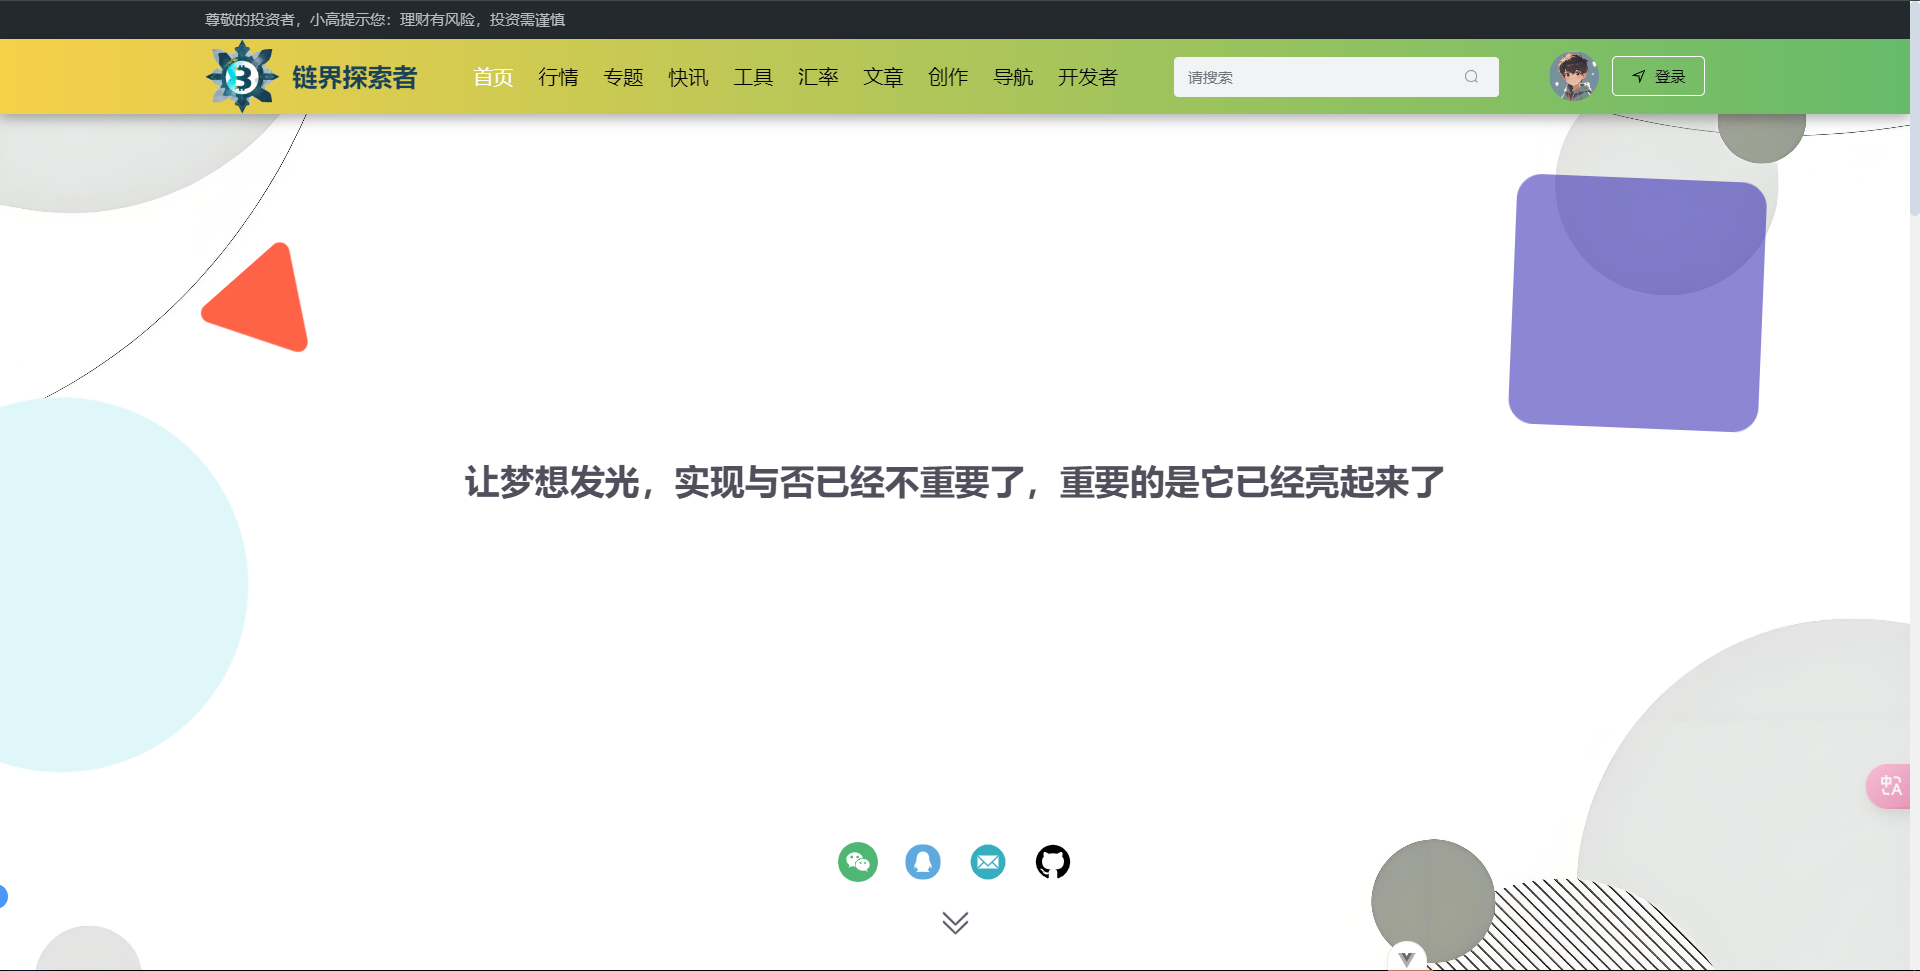 尊敬的投资者，小高提示您：理财有风险，投资需谨慎
链界探索者
首页 行情 专题 快讯 工具 汇率 文章 创作 导航 开发者
请搜索
登录
让梦想发光，实现与否已经不重要了，重要的是它已经亮起来了